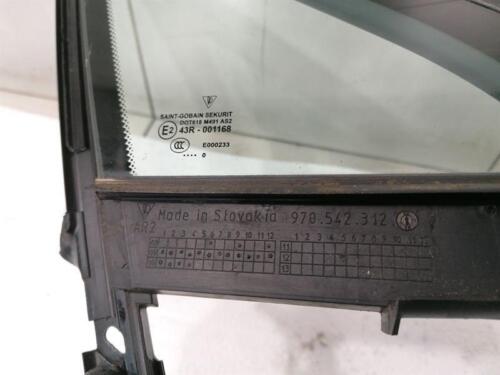 SAINT-GOBAIN SEKURIT
DOT618 M491 AS2
E2 43R - 001168
CCC E000233
.... 0
Made in Slovakia 970.542.312
AR2
1 2 3 4 5 6 7 8 9 10 11 12 1 2 3 4 5 6 7 8 9 10 11 12
11
12
13